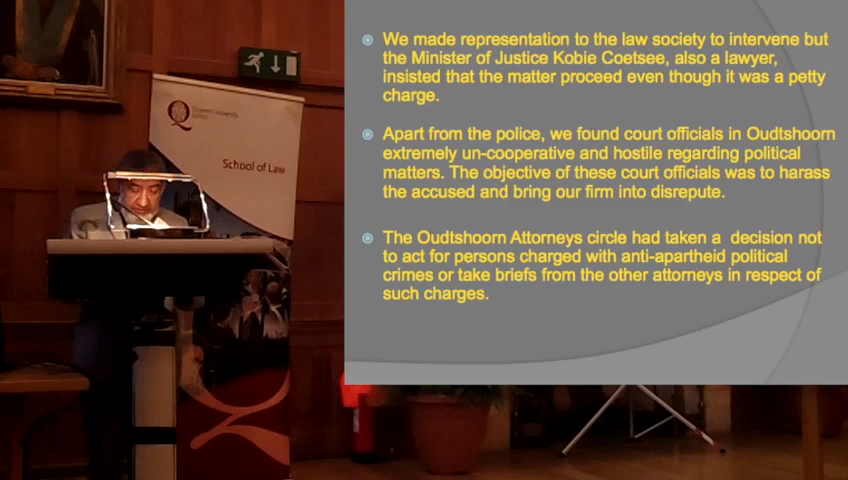 Queen's University
Belfast
School of Law
We made representation to the law society to intervene but
the Minister of Justice Kobie Coetsee, also a lawyer,
insisted that the matter proceed even though it was a petty
charge.
Apart from the police, we found court officials in Oudtshoorn
extremely un-cooperative and hostile regarding political
matters. The objective of these court officials was to harass
the accused and bring our firm into disrepute.
The Oudtshoorn Attorneys circle had taken a  decision not
to act for persons charged with anti-apartheid political
crimes or take briefs from the other attorneys in respect of
such charges.